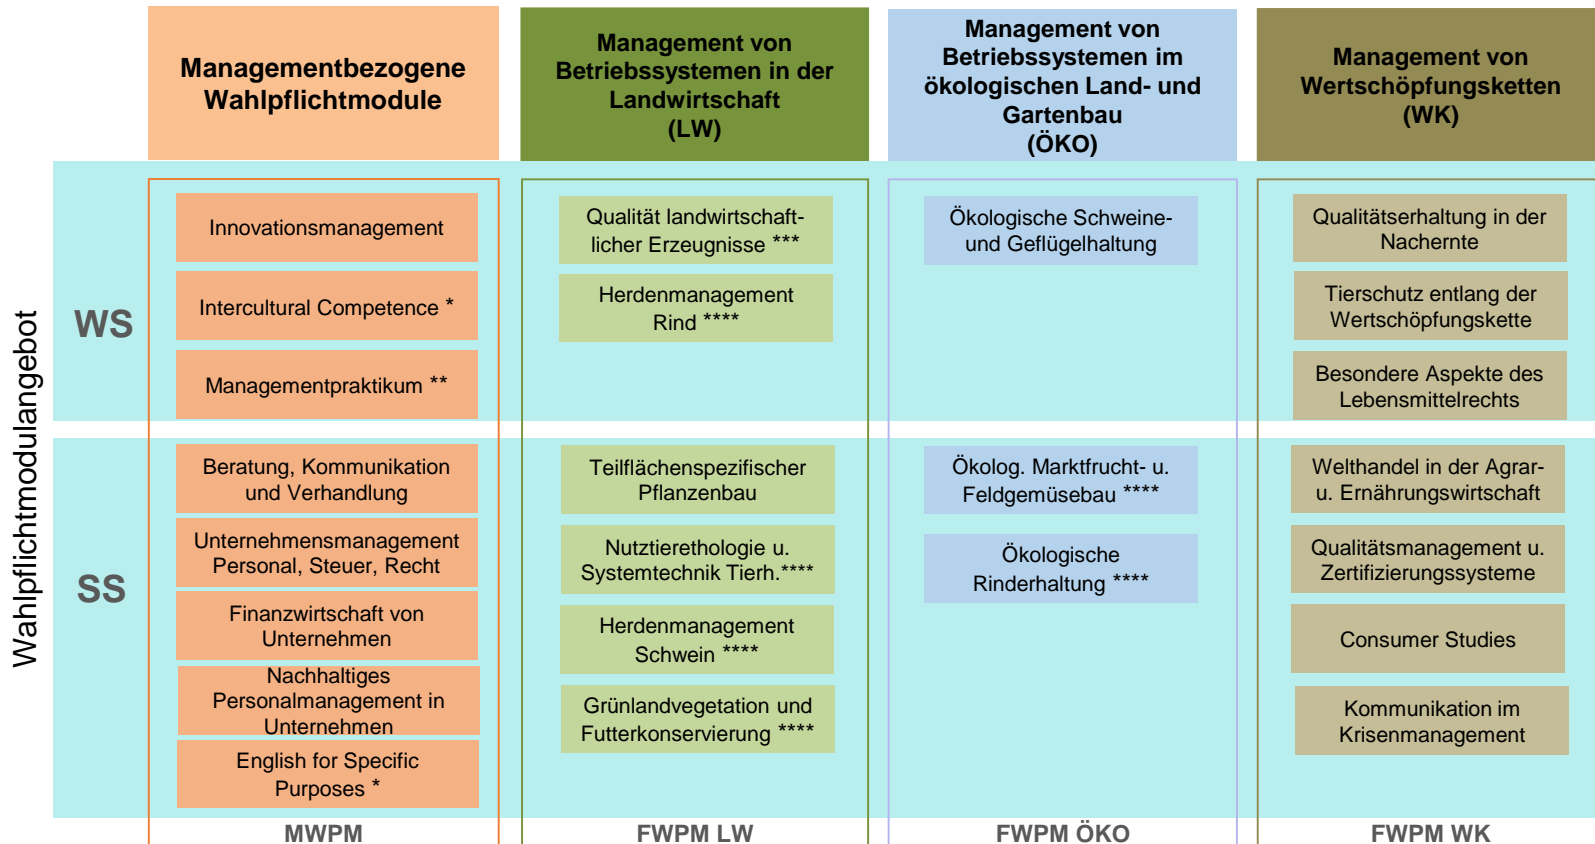 Managementbezogene
Wahlpflichtmodule
Management von
Betriebssystemen in der
Landwirtschaft
(LW)
Management von
Betriebssystemen im
ökologischen Land- und
Gartenbau
(ÖKO)
Management von
Wertschöpfungsketten
(WK)
Wahlpflichtmodulangebot
WS
Innovationsmanagement
Intercultural Competence *
Managementpraktikum **
Qualität landwirtschaft-
licher Erzeugnisse ***
Herdenmanagement
Rind ****
Ökologische Schweine-
und Geflügelhaltung
Qualitätserhaltung in der
Nachernte
Tierschutz entlang der
Wertschöpfungskette
Besondere Aspekte des
Lebensmittelrechts
SS
Beratung, Kommunikation
und Verhandlung
Unternehmensmanagement
Personal, Steuer, Recht
Finanzwirtschaft von
Unternehmen
Nachhaltiges
Personalmanagement in
Unternehmen
English for Specific
Purposes *
Teilflächenspezifischer
Pflanzenbau
Nutztierethologie u.
Systemtechnik Tierh.****
Herdenmanagement
Schwein ****
Grünlandvegetation und
Futterkonservierung ****
Ökolog. Marktfrucht- u.
Feldgemüsebau ****
Ökologische
Rinderhaltung ****
Welthandel in der Agrar-
u. Ernährungswirtschaft
Qualitätsmanagement u.
Zertifizierungssysteme
Consumer Studies
Kommunikation im
Krisenmanagement
MWPM
FWPM LW
FWPM ÖKO
FWPM WK